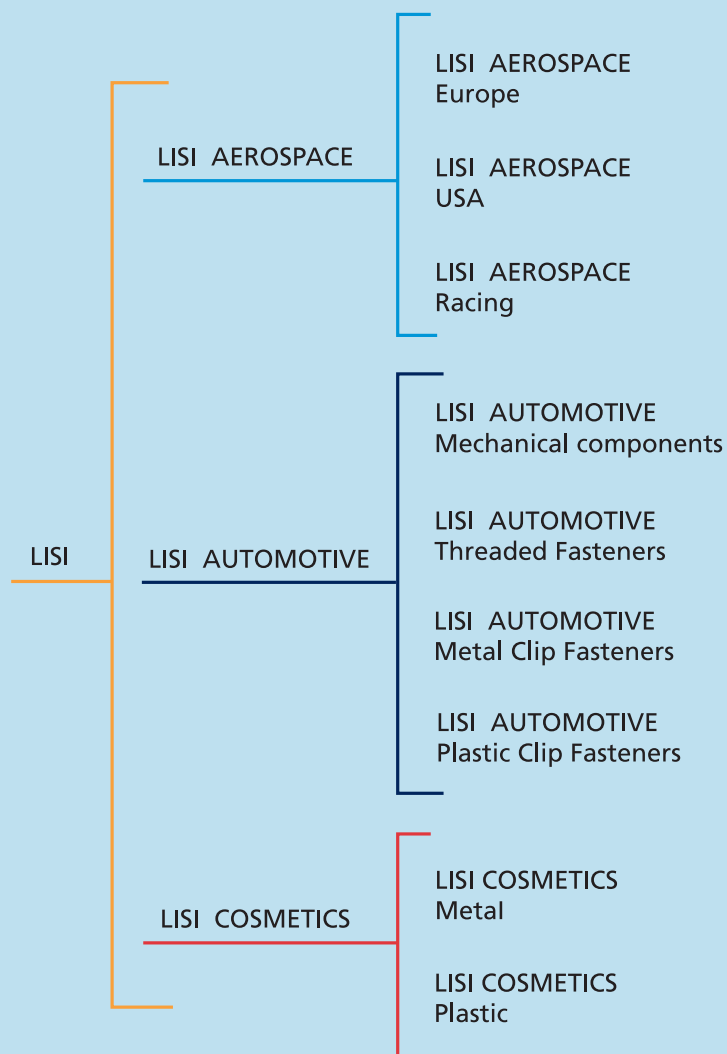 LISI
LISI AEROSPACE
LISI AEROSPACE
Europe
LISI AEROSPACE
USA
LISI AEROSPACE
Racing
LISI AUTOMOTIVE
LISI AUTOMOTIVE
Mechanical components
LISI AUTOMOTIVE
Threaded Fasteners
LISI AUTOMOTIVE
Metal Clip Fasteners
LISI AUTOMOTIVE
Plastic Clip Fasteners
LISI COSMETICS
LISI COSMETICS
Metal
LISI COSMETICS
Plastic